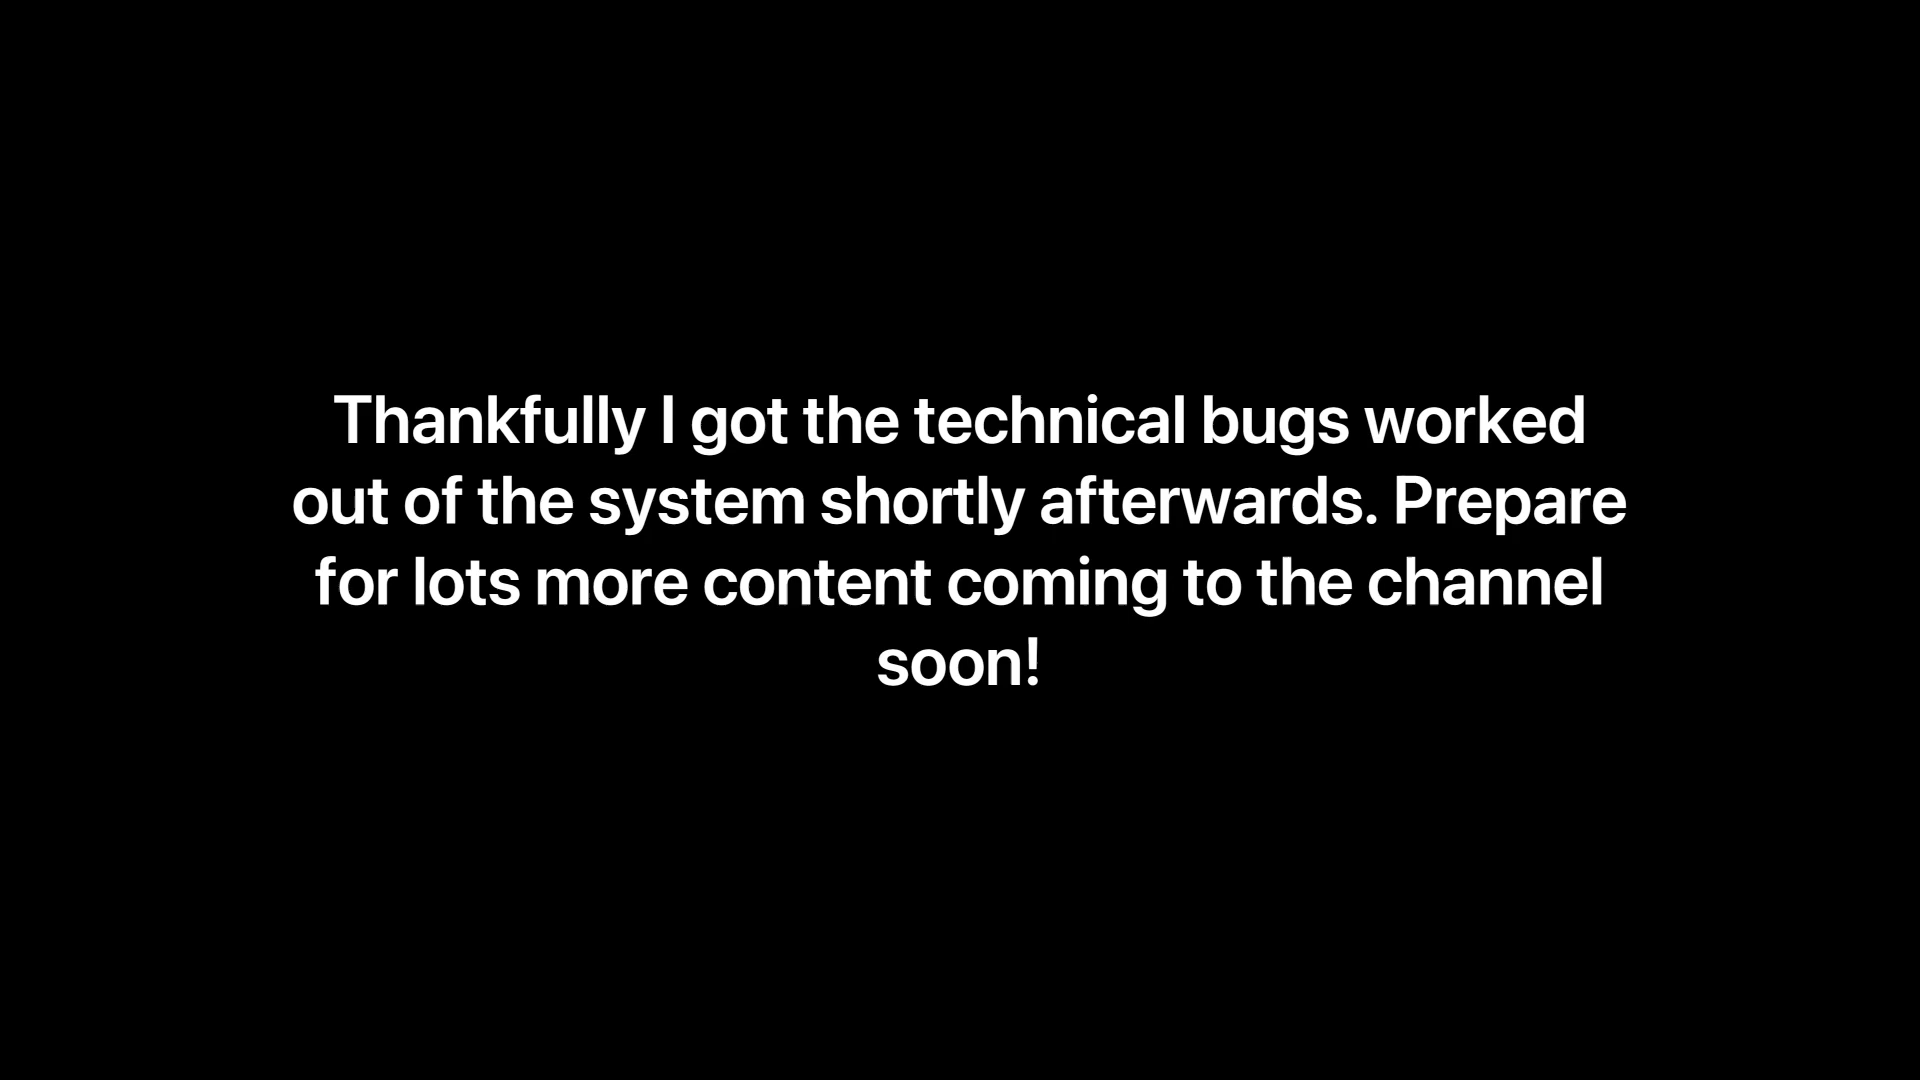 Thankfully I got the technical bugs worked
out of the system shortly afterwards. Prepare
for lots more content coming to the channel
soon!